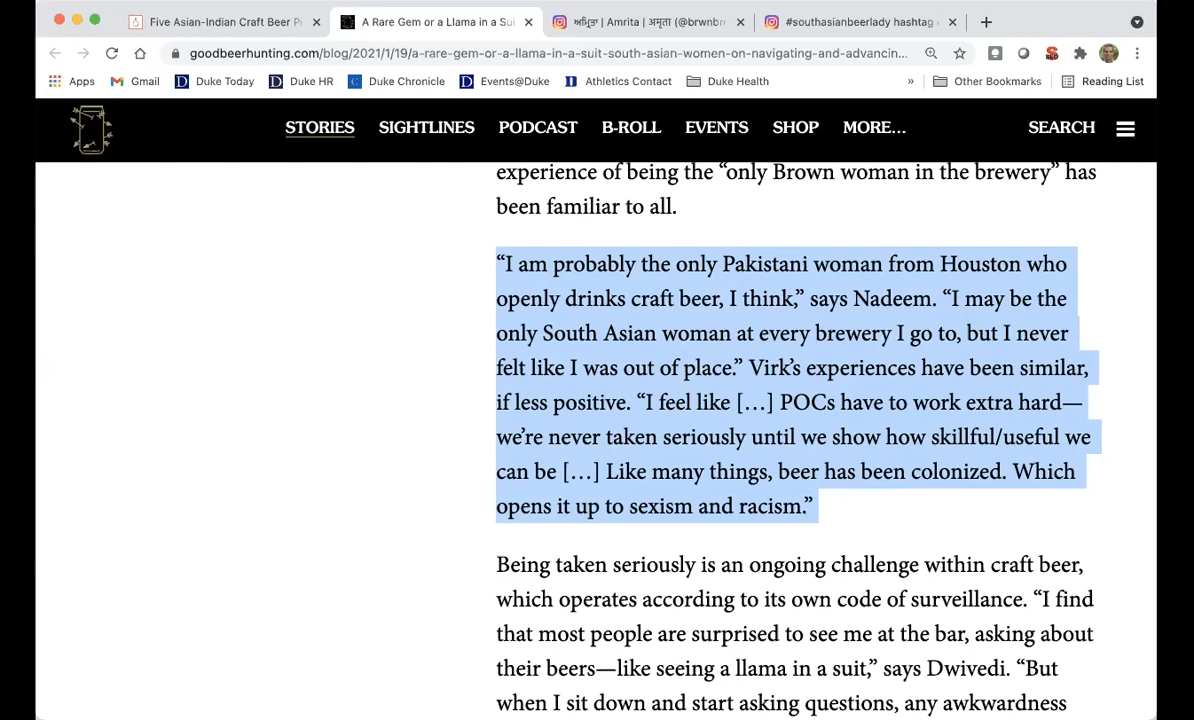 Five Asian-Indian Craft Beer Pi
A Rare Gem or a Llama in a Sui
ਅਮ੍ਰਿਤਾ | Amrita | अमृता (@brwnbr
#southasianbeerlady hashtag
goodbeerhunting.com/blog/2021/1/19/a-rare-gem-or-a-llama-in-a-suit-south-asian-women-on-navigating-and-advancin...
Apps Gmail Duke Today Duke HR Duke Chronicle Events@Duke Athletics Contact Duke Health » Other Bookmarks Reading List
STORIES SIGHTLINES PODCAST B-ROLL EVENTS SHOP MORE... SEARCH
experience of being the “only Brown woman in the brewery” has
been familiar to all.
“I am probably the only Pakistani woman from Houston who
openly drinks craft beer, I think,” says Nadeem. “I may be the
only South Asian woman at every brewery I go to, but I never
felt like I was out of place.” Virk’s experiences have been similar,
if less positive. “I feel like […] POCs have to work extra hard—
we’re never taken seriously until we show how skillful/useful we
can be […] Like many things, beer has been colonized. Which
opens it up to sexism and racism.”
Being taken seriously is an ongoing challenge within craft beer,
which operates according to its own code of surveillance. “I find
that most people are surprised to see me at the bar, asking about
their beers—like seeing a llama in a suit,” says Dwivedi. “But
when I sit down and start asking questions, any awkwardness